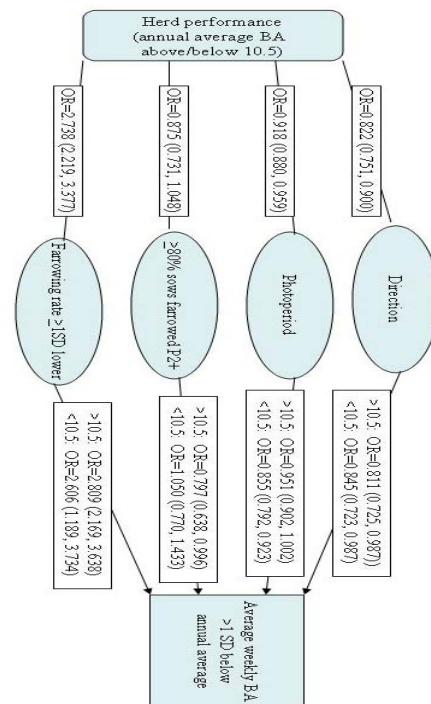 Herd performance
(annual average BA
above/below 10.5)
OR=2.738 (2.219, 3.377)
OR=0.875 (0.731, 1.048)
OR=0.918 (0.880, 0.959)
OR=0.822 (0.751, 0.900)
Farrowing rate ≥1SD lower
≥80% sows farrowed P2+
Photoperiod
Direction
>10.5: OR=2.809 (2.169, 3.638)
<10.5: OR=2.606 (1.189, 3.734)
>10.5: OR=0.797 (0.638, 0.996)
<10.5: OR=1.050 (0.770, 1.433)
>10.5: OR=0.951 (0.902, 1.002)
<10.5: OR=0.855 (0.792, 0.923)
>10.5: OR=0.811 (0.725, 0.987))
<10.5: OR=0.845 (0.723, 0.987)
Average weekly BA
>1 SD below
annual average